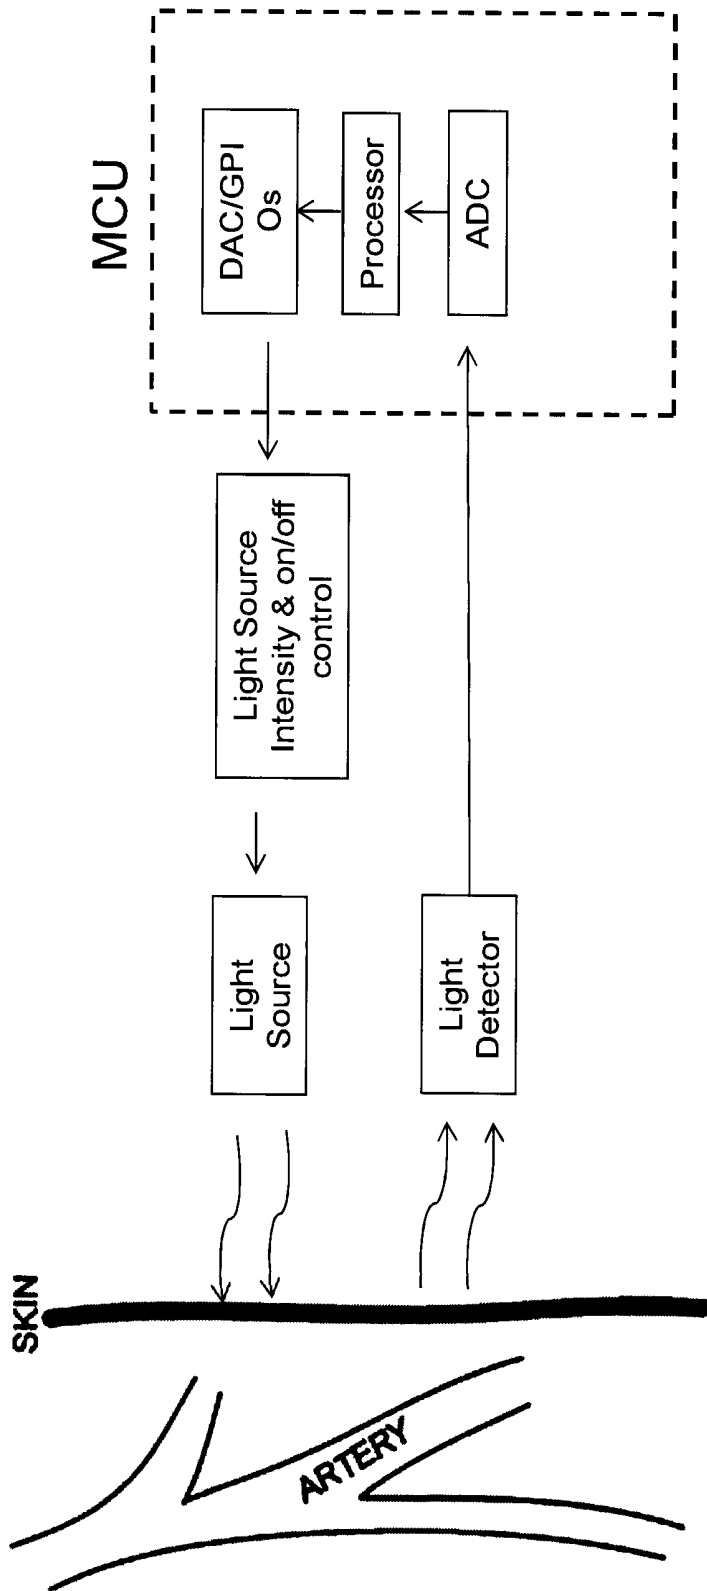 MCU
DAC/GPI
Os
Processor
ADC
Light Source
Intensity & on/off
control
Light
Source
Light
Detector
SKIN
ARTERY